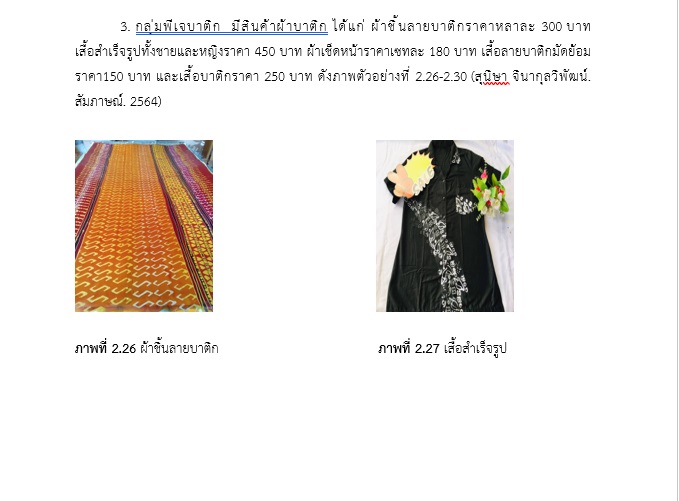 3. กลุ่มพีเจบาติก มีสินค้าผ้าบาติก ได้แก่ ผ้าชิ้นลายบาติกราคาหลาละ 300 บาท
เสื้อสำเร็จรูปทั้งชายและหญิงราคา 450 บาท ผ้าเช็ดหน้าราคาเซทละ 180 บาท เสื้อลายบาติกมัดย้อม
ราคา150 บาท และเสื้อบาติกราคา 250 บาท ดังภาพตัวอย่างที่ 2.26-2.30 (สุนิษา จินากุลวิพัฒน์.
สัมภาษณ์. 2564)
ภาพที่ 2.26 ผ้าชิ้นลายบาติก
ภาพที่ 2.27 เสื้อสำเร็จรูป